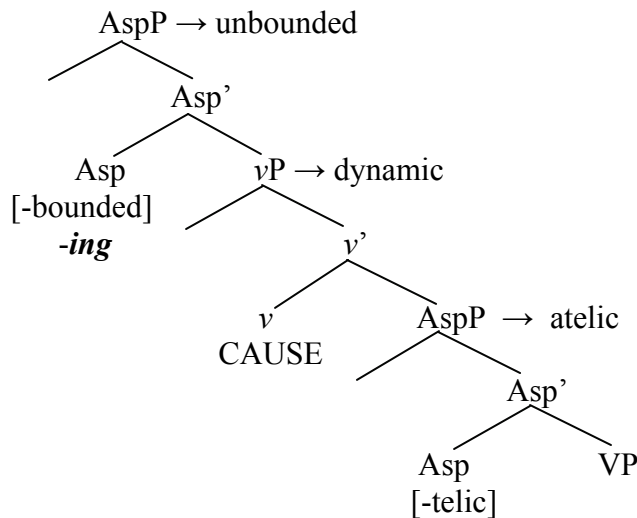 AspP → unbounded
Asp’
Asp
vP → dynamic
[-bounded]
-ing
v’
v
AspP → atelic
CAUSE
Asp’
Asp
VP
[-telic]